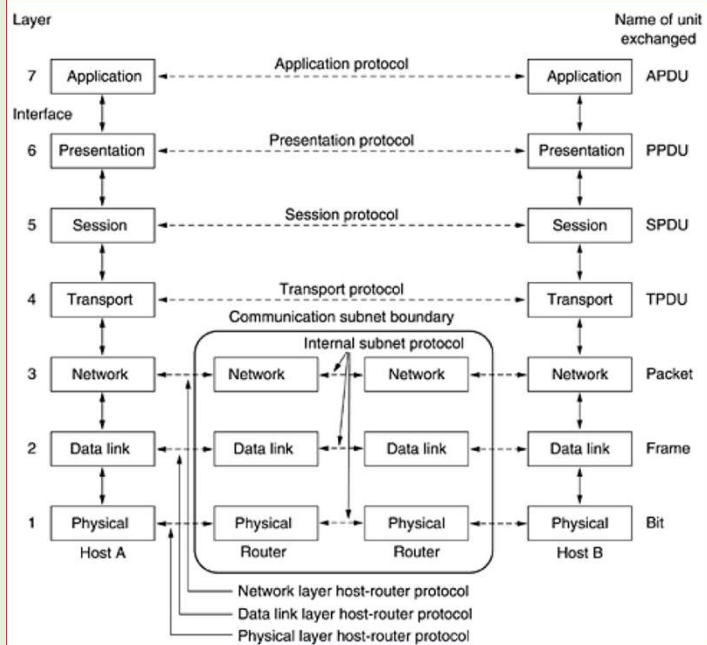 Layer
Name of unit
exchanged
Application protocol
7 Application Application APDU
Interface
Presentation protocol
6 Presentation Presentation PPDU
Session protocol
5 Session Session SPDU
Transport protocol
4 Transport Transport TPDU
Communication subnet boundary
Internal subnet protocol
3 Network Network Network Network Packet
2 Data link Data link Data link Data link Frame
1 Physical Physical Physical Physical Bit
Host A Router Router Host B
Network layer host-router protocol
Data link layer host-router protocol
Physical layer host-router protocol